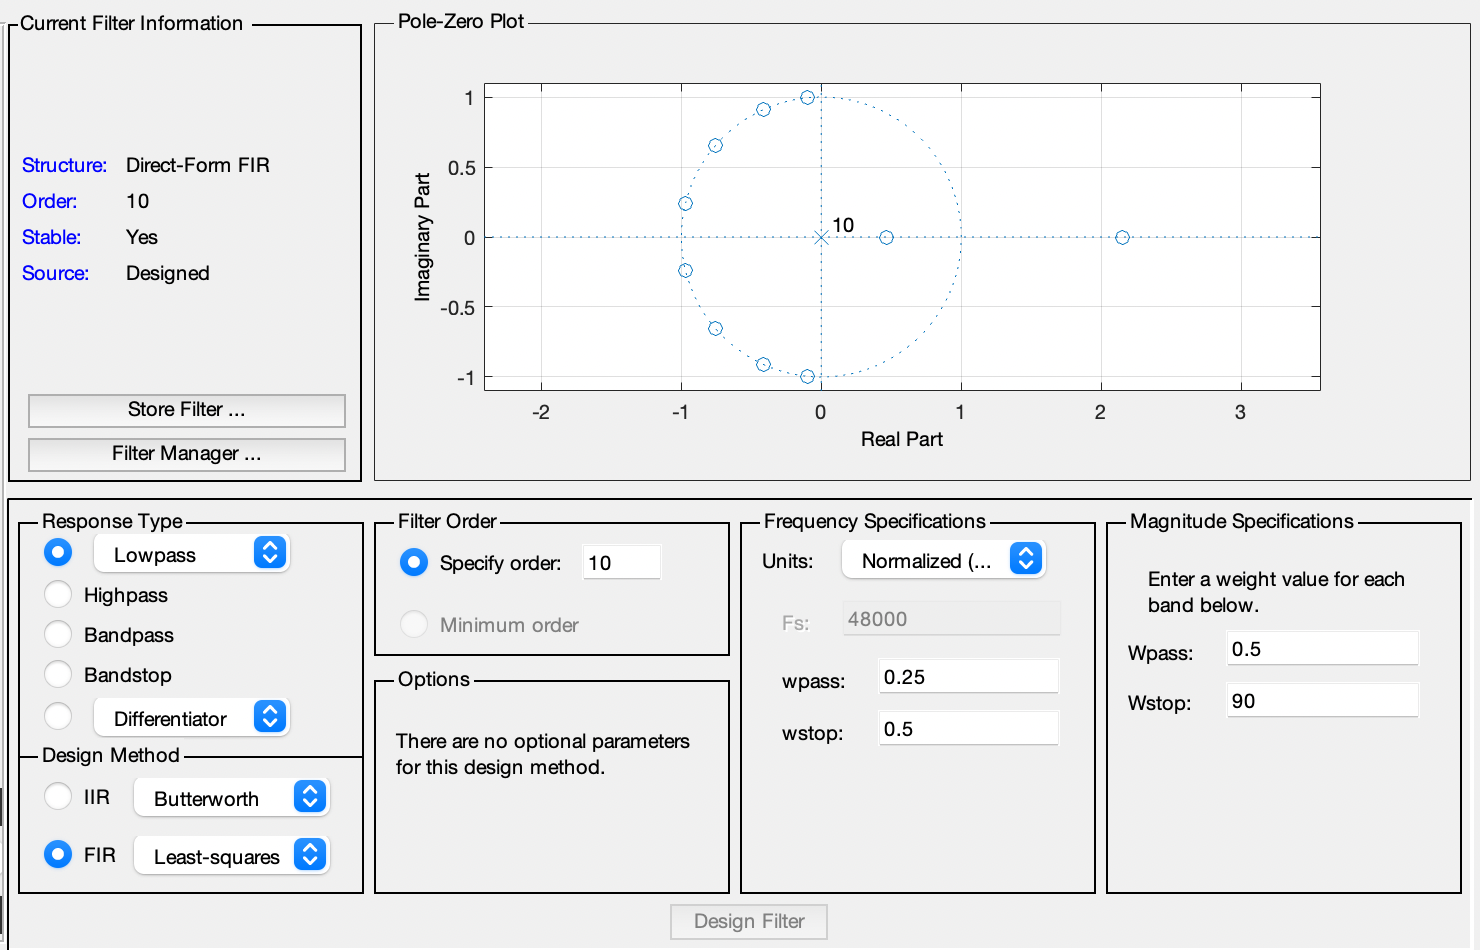 Current Filter Information
Structure: Direct-Form FIR
Order: 10
Stable: Yes
Source: Designed
Store Filter ...
Filter Manager ...
Pole-Zero Plot
1
0.5
0
-0.5
-1
Imaginary Part
10
-2 -1 0 1 2 3
Real Part
Response Type
Lowpass
Highpass
Bandpass
Bandstop
Differentiator
Design Method
IIR Butterworth
FIR Least-squares
Filter Order
Specify order: 10
Minimum order
Options
There are no optional parameters
for this design method.
Frequency Specifications
Units: Normalized (...
Fs: 48000
wpass: 0.25
wstop: 0.5
Magnitude Specifications
Enter a weight value for each
band below.
Wpass: 0.5
Wstop: 90
Design Filter